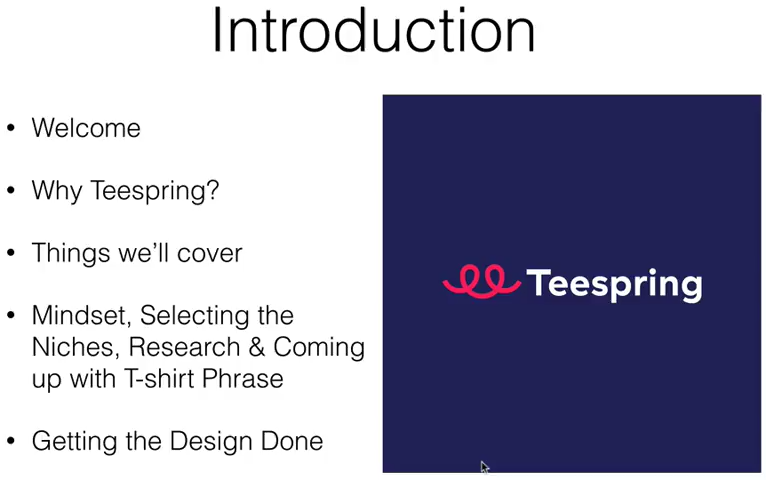 Introduction
• Welcome
• Why Teespring?
• Things we'll cover
• Mindset, Selecting the
Niches, Research & Coming
up with T-shirt Phrase
• Getting the Design Done
Teespring